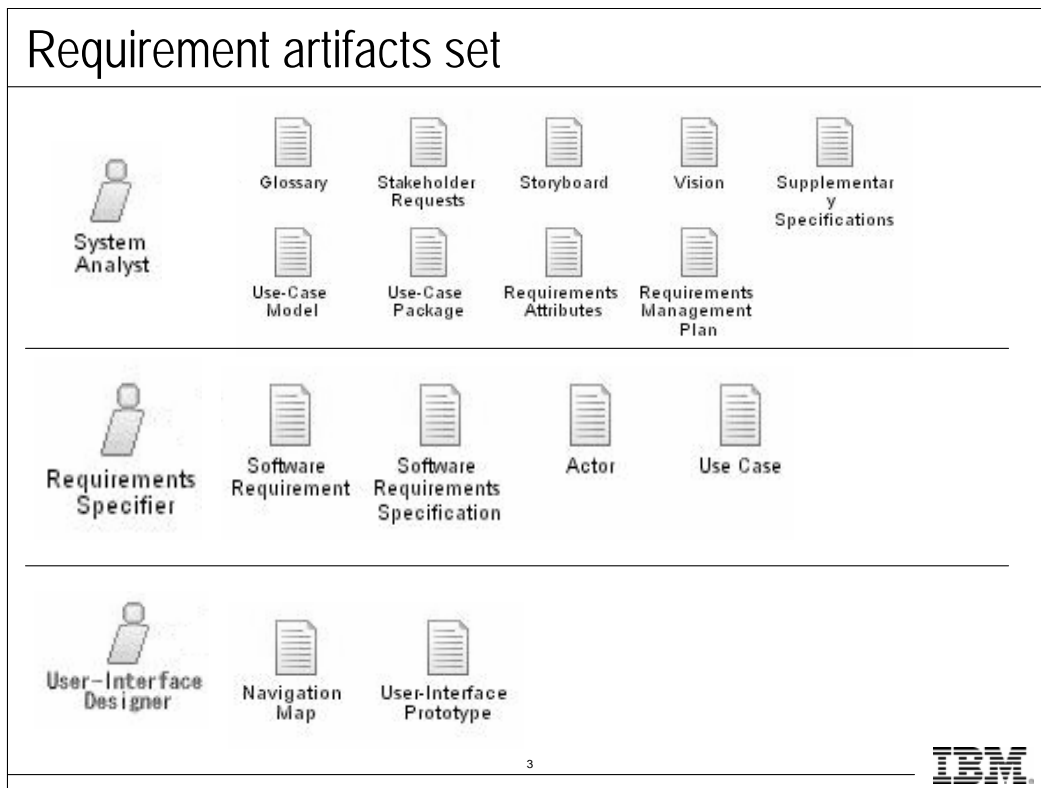 Requirement artifacts set
System
Analyst
Glossary
Stakeholder
Requests
Storyboard
Vision
Supplementar
y
Specifications
Use-Case
Model
Use-Case
Package
Requirements
Attributes
Requirements
Management
Plan
Requirements
Specifier
Software
Requirement
Software
Requirements
Specification
Actor
Use Case
User-Interface
Designer
Navigation
Map
User-Interface
Prototype
3
IBM.